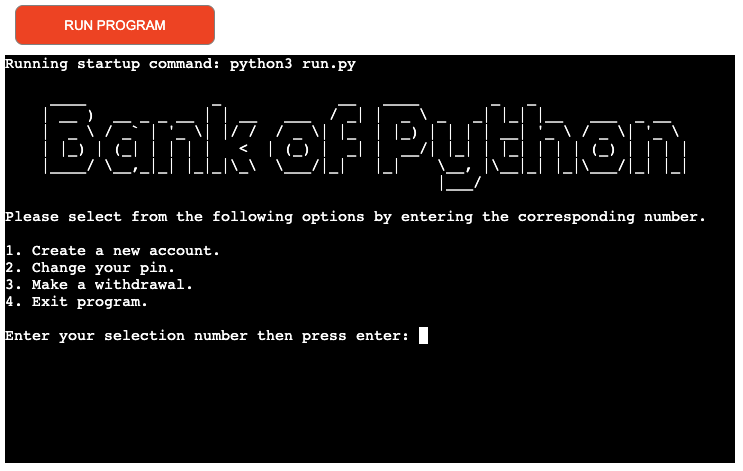 RUN PROGRAM
Running startup command: python3 run.py
Bank of Python
Please select from the following options by entering the corresponding number.
1. Create a new account.
2. Change your pin.
3. Make a withdrawal.
4. Exit program.
Enter your selection number then press enter: